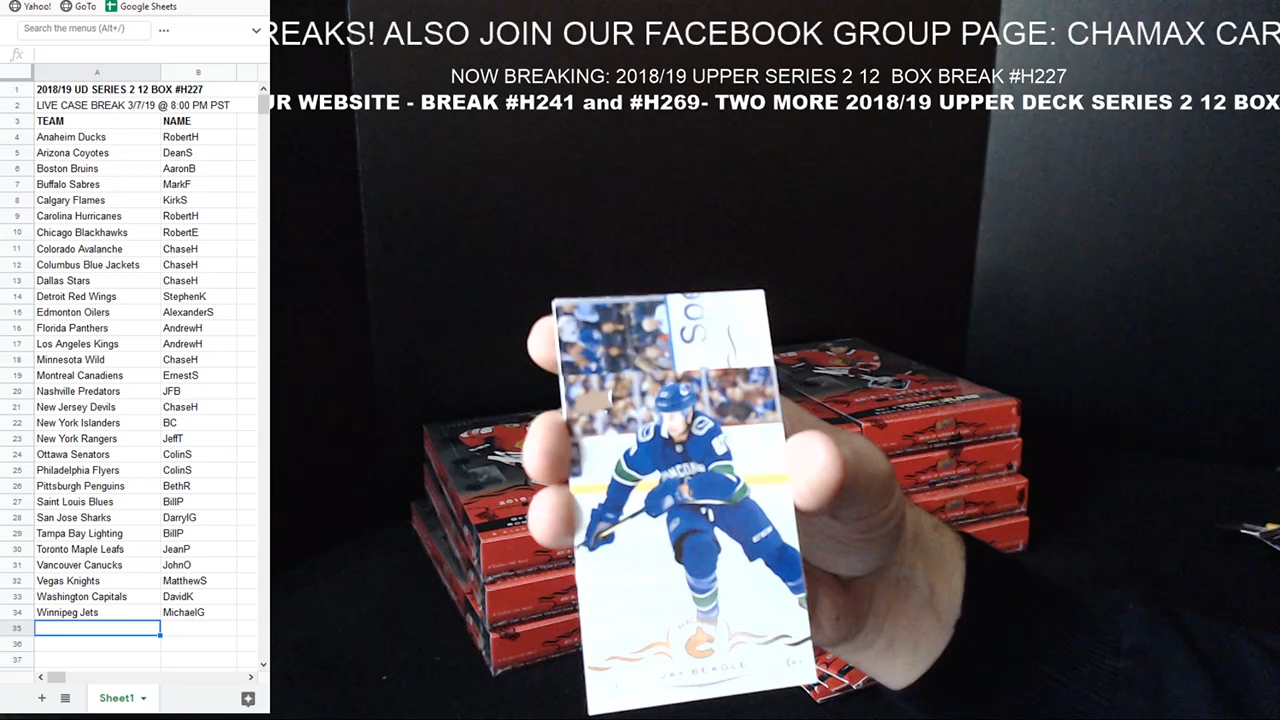 Yahoo!
GoTo
Google Sheets
Search the menus (Alt+/)
fx
A B
1 2018/19 UD SERIES 2 12 BOX #H227
2 LIVE CASE BREAK 3/7/19 @ 8:00 PM PST
3 TEAM NAME
4 Anaheim Ducks RobertH
5 Arizona Coyotes DeanS
6 Boston Bruins AaronB
7 Buffalo Sabres MarkF
8 Calgary Flames KirkS
9 Carolina Hurricanes RobertH
10 Chicago Blackhawks RobertE
11 Colorado Avalanche ChaseH
12 Columbus Blue Jackets ChaseH
13 Dallas Stars ChaseH
14 Detroit Red Wings StephenK
15 Edmonton Oilers AlexanderS
16 Florida Panthers AndrewH
17 Los Angeles Kings AndrewH
18 Minnesota Wild ChaseH
19 Montreal Canadiens ErnestS
20 Nashville Predators JFB
21 New Jersey Devils ChaseH
22 New York Islanders BC
23 New York Rangers JeffT
24 Ottawa Senators ColinS
25 Philadelphia Flyers ColinS
26 Pittsburgh Penguins BethR
27 Saint Louis Blues BillP
28 San Jose Sharks DarrylG
29 Tampa Bay Lighting BillP
30 Toronto Maple Leafs JeanP
31 Vancouver Canucks JohnO
32 Vegas Knights MatthewS
33 Washington Capitals DavidK
34 Winnipeg Jets MichaelG
35
36
37
Sheet1
REAKS! ALSO JOIN OUR FACEBOOK GROUP PAGE: CHAMAX CAR
NOW BREAKING: 2018/19 UPPER SERIES 2 12 BOX BREAK #H227
UR WEBSITE - BREAK #H241 and #H269- TWO MORE 2018/19 UPPER DECK SERIES 2 12 BOX
JAY BEAGLE